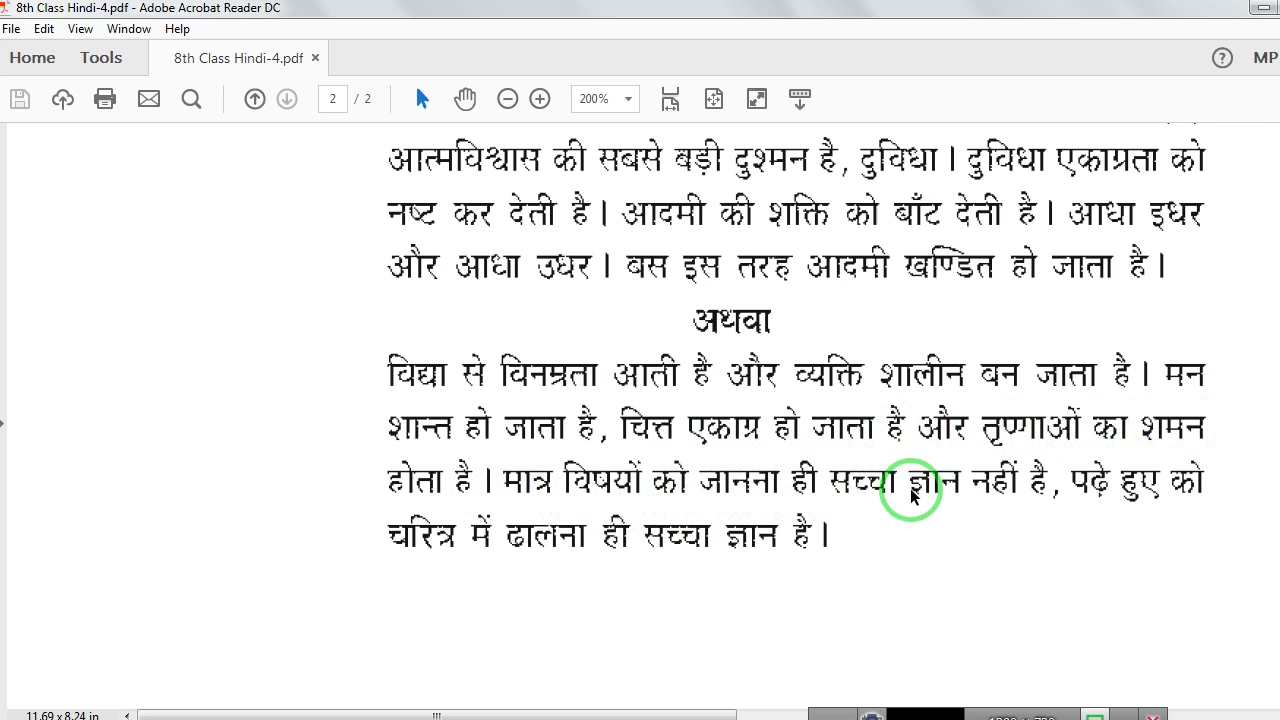 8th Class Hindi-4.pdf - Adobe Acrobat Reader DC
File Edit View Window Help
Home Tools 8th Class Hindi-4.pdf × ? MP
2 / 2 200%
आत्मविश्वास की सबसे बड़ी दुश्मन है, दुविधा। दुविधा एकाग्रता को
नष्ट कर देती है। आदमी की शक्ति को बाँट देती है। आधा इधर
और आधा उधर। बस इस तरह आदमी खण्डित हो जाता है।
अथवा
विद्या से विनम्रता आती है और व्यक्ति शालीन बन जाता है। मन
शान्त हो जाता है, चित्त एकाग्र हो जाता है और तृष्णाओं का शमन
होता है। मात्र विषयों को जानना ही सच्चा ज्ञान नहीं है, पढ़े हुए को
चरित्र में ढालना ही सच्चा ज्ञान है।
11.69 x 8.24 in